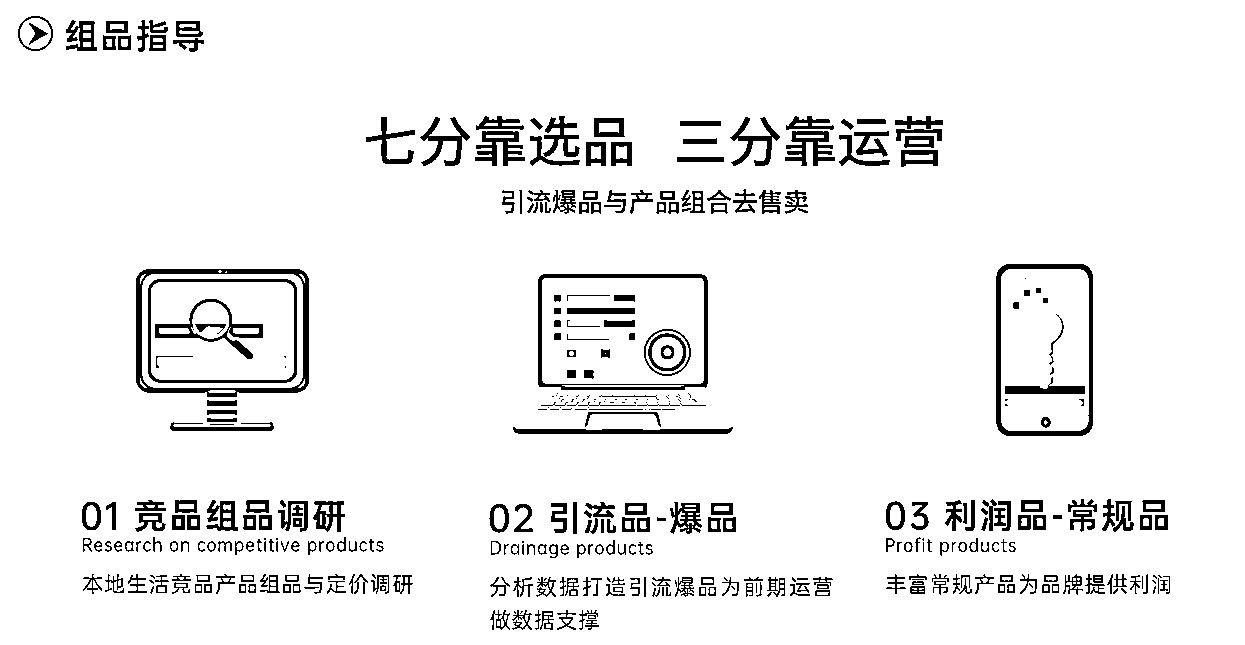 组品指导
七分靠选品 三分靠运营
引流爆品与产品组合去售卖
01 竞品组品调研
Research on competitive products
本地生活竞品产品组品与定价调研
02 引流品-爆品
Drainage products
分析数据打造引流爆品为前期运营
做数据支撑
03 利润品-常规品
Profit products
丰富常规产品为品牌提供利润